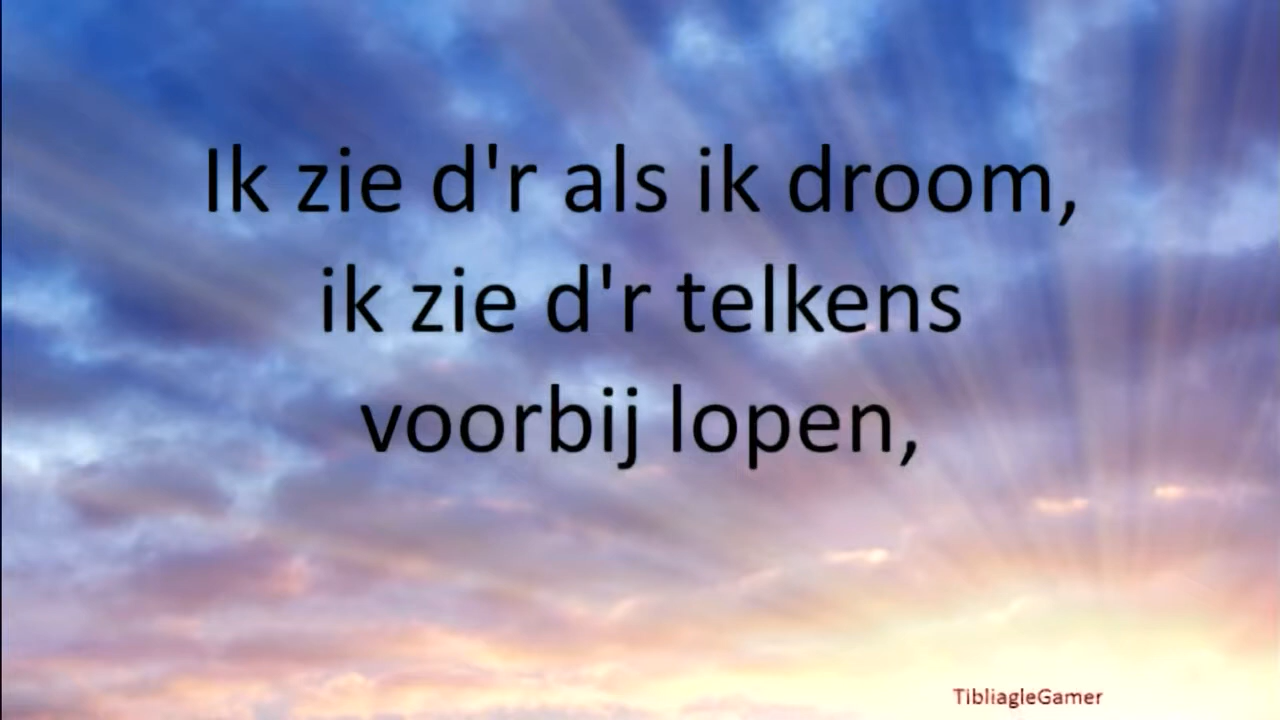 Ik zie d'r als ik droom,
ik zie d'r telkens
voorbij lopen,
TibliagleGamer